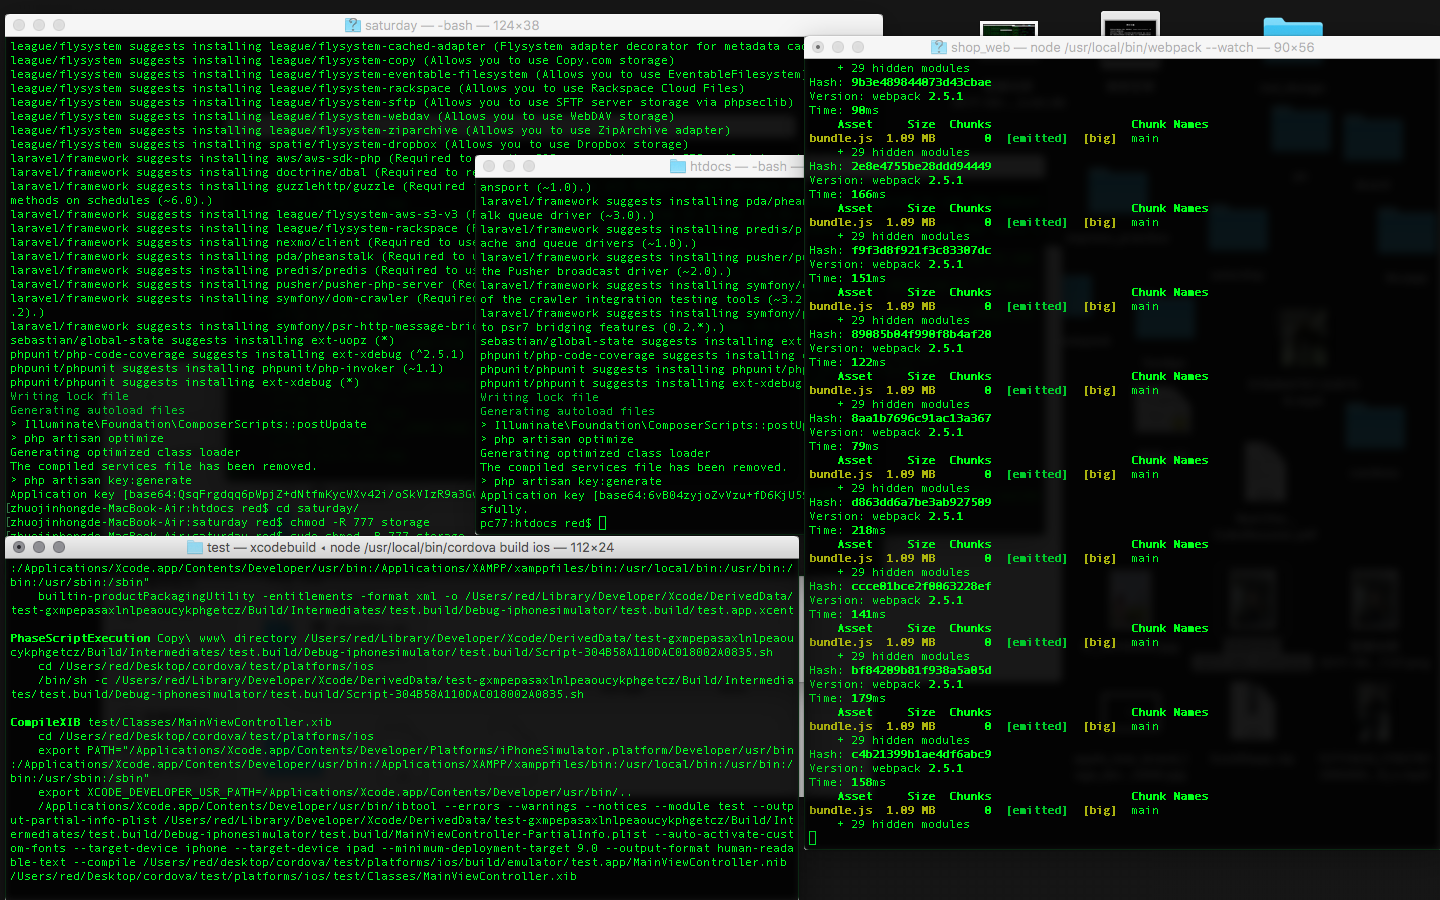 saturday — -bash — 124×38
league/flysystem suggests installing league/flysystem-cached-adapter (Flysystem adapter decorator for metadata cac
league/flysystem suggests installing league/flysystem-copy (Allows you to use Copy.com storage)
league/flysystem suggests installing league/flysystem-eventable-filesystem (Allows you to use EventableFilesystem)
league/flysystem suggests installing league/flysystem-rackspace (Allows you to use Rackspace Cloud Files)
league/flysystem suggests installing league/flysystem-sftp (Allows you to use SFTP server storage via phpseclib)
league/flysystem suggests installing league/flysystem-webdav (Allows you to use WebDAV storage)
league/flysystem suggests installing league/flysystem-ziparchive (Allows you to use ZipArchive adapter)
league/flysystem suggests installing spatie/flysystem-dropbox (Allows you to use Dropbox storage)
laravel/framework suggests installing aws/aws-sdk-php (Required to
laravel/framework suggests installing doctrine/dbal (Required to re
laravel/framework suggests installing guzzlehttp/guzzle (Required
methods on schedules (~6.0).)
laravel/framework suggests installing league/flysystem-aws-s3-v3 (R
laravel/framework suggests installing league/flysystem-rackspace (R
laravel/framework suggests installing nexmo/client (Required to use
laravel/framework suggests installing pda/pheanstalk (Required to u
laravel/framework suggests installing predis/predis (Required to us
laravel/framework suggests installing pusher/pusher-php-server (Req
laravel/framework suggests installing symfony/dom-crawler (Required
.2).)
laravel/framework suggests installing symfony/psr-http-message-brid
sebastian/global-state suggests installing ext-uopz (*)
phpunit/php-code-coverage suggests installing ext-xdebug (^2.5.1)
phpunit/phpunit suggests installing phpunit/php-invoker (~1.1)
phpunit/phpunit suggests installing ext-xdebug (*)
Writing lock file
Generating autoload files
> Illuminate\Foundation\ComposerScripts::postUpdate
> php artisan optimize
Generating optimized class loader
The compiled services file has been removed.
> php artisan key:generate
Application key [base64:QsqFrgdqq6pWpjZ+dNtfmKycWXv42i/oSkVIzR9a3G
[zhuojinhongde-MacBook-Air:htdocs red$ cd saturday/
[zhuojinhongde-MacBook-Air:saturday red$ chmod -R 777 storage
[zhuojinhongde-MacBook-Air:saturday red$ sudo chmod -R 777 storage
htdocs — -bash —
ansport (~1.0).)
laravel/framework suggests installing pda/phean
alk queue driver (~3.0).)
laravel/framework suggests installing predis/p
ache and queue drivers (~1.0).)
laravel/framework suggests installing pusher/pu
the Pusher broadcast driver (~2.0).)
laravel/framework suggests installing symfony/
of the crawler integration testing tools (~3.2
laravel/framework suggests installing symfony/p
to psr7 bridging features (0.2.*).)
sebastian/global-state suggests installing ext
phpunit/php-code-coverage suggests installing
phpunit/phpunit suggests installing phpunit/ph
phpunit/phpunit suggests installing ext-xdebug
Writing lock file
Generating autoload files
> Illuminate\Foundation\ComposerScripts::postU
> php artisan optimize
Generating optimized class loader
The compiled services file has been removed.
> php artisan key:generate
Application key [base64:6vB04zyjoZvVzu+fD6KjU5
sfully.
pc77:htdocs red$
test — xcodebuild ◂ node /usr/local/bin/cordova build ios — 112×24
:/Applications/Xcode.app/Contents/Developer/usr/bin:/Applications/XAMPP/xamppfiles/bin:/usr/local/bin:/usr/bin:/
bin:/usr/sbin:/sbin"
builtin-productPackagingUtility -entitlements -format xml -o /Users/red/Library/Developer/Xcode/DerivedData/
test-gxmpepasaxlnlpeaoucykphgetcz/Build/Intermediates/test.build/Debug-iphonesimulator/test.build/test.app.xcent
PhaseScriptExecution Copy\ www\ directory /Users/red/Library/Developer/Xcode/DerivedData/test-gxmpepasaxlnlpeaou
cykphgetcz/Build/Intermediates/test.build/Debug-iphonesimulator/test.build/Script-304B58A110DAC018002A0835.sh
cd /Users/red/Desktop/cordova/test/platforms/ios
/bin/sh -c /Users/red/Library/Developer/Xcode/DerivedData/test-gxmpepasaxlnlpeaoucykphgetcz/Build/Intermedia
tes/test.build/Debug-iphonesimulator/test.build/Script-304B58A110DAC018002A0835.sh
CompileXIB test/Classes/MainViewController.xib
cd /Users/red/Desktop/cordova/test/platforms/ios
export PATH="/Applications/Xcode.app/Contents/Developer/Platforms/iPhoneSimulator.platform/Developer/usr/bin
:/Applications/Xcode.app/Contents/Developer/usr/bin:/Applications/XAMPP/xamppfiles/bin:/usr/local/bin:/usr/bin:/
bin:/usr/sbin:/sbin"
export XCODE_DEVELOPER_USR_PATH=/Applications/Xcode.app/Contents/Developer/usr/bin/..
/Applications/Xcode.app/Contents/Developer/usr/bin/ibtool --errors --warnings --notices --module test --outp
ut-partial-info-plist /Users/red/Library/Developer/Xcode/DerivedData/test-gxmpepasaxlnlpeaoucykphgetcz/Build/Int
ermediates/test.build/Debug-iphonesimulator/test.build/MainViewController-PartialInfo.plist --auto-activate-cust
om-fonts --target-device iphone --target-device ipad --minimum-deployment-target 9.0 --output-format human-reada
ble-text --compile /Users/red/desktop/cordova/test/platforms/ios/build/emulator/test.app/MainViewController.nib
/Users/red/Desktop/cordova/test/platforms/ios/test/Classes/MainViewController.xib
shop_web — node /usr/local/bin/webpack --watch — 90×56
+ 29 hidden modules
Hash: 9b3e489844073d43cbae
Version: webpack 2.5.1
Time: 90ms
Asset Size Chunks Chunk Names
bundle.js 1.09 MB 0 [emitted] [big] main
+ 29 hidden modules
Hash: 2e8e4755be28ddd94449
Version: webpack 2.5.1
Time: 166ms
Asset Size Chunks Chunk Names
bundle.js 1.09 MB 0 [emitted] [big] main
+ 29 hidden modules
Hash: f9f3d8f921f3c83307dc
Version: webpack 2.5.1
Time: 151ms
Asset Size Chunks Chunk Names
bundle.js 1.09 MB 0 [emitted] [big] main
+ 29 hidden modules
Hash: 89085b04f990f8b4af20
Version: webpack 2.5.1
Time: 122ms
Asset Size Chunks Chunk Names
bundle.js 1.09 MB 0 [emitted] [big] main
+ 29 hidden modules
Hash: 8aa1b7696c91ac13a367
Version: webpack 2.5.1
Time: 79ms
Asset Size Chunks Chunk Names
bundle.js 1.09 MB 0 [emitted] [big] main
+ 29 hidden modules
Hash: d863dd6a7be3ab927509
Version: webpack 2.5.1
Time: 218ms
Asset Size Chunks Chunk Names
bundle.js 1.09 MB 0 [emitted] [big] main
+ 29 hidden modules
Hash: ccce01bce2f0063228ef
Version: webpack 2.5.1
Time: 141ms
Asset Size Chunks Chunk Names
bundle.js 1.09 MB 0 [emitted] [big] main
+ 29 hidden modules
Hash: bf84209b81f938a5a05d
Version: webpack 2.5.1
Time: 179ms
Asset Size Chunks Chunk Names
bundle.js 1.09 MB 0 [emitted] [big] main
+ 29 hidden modules
Hash: c4b21399b1ae4df6abc9
Version: webpack 2.5.1
Time: 158ms
Asset Size Chunks Chunk Names
bundle.js 1.09 MB 0 [emitted] [big] main
+ 29 hidden modules